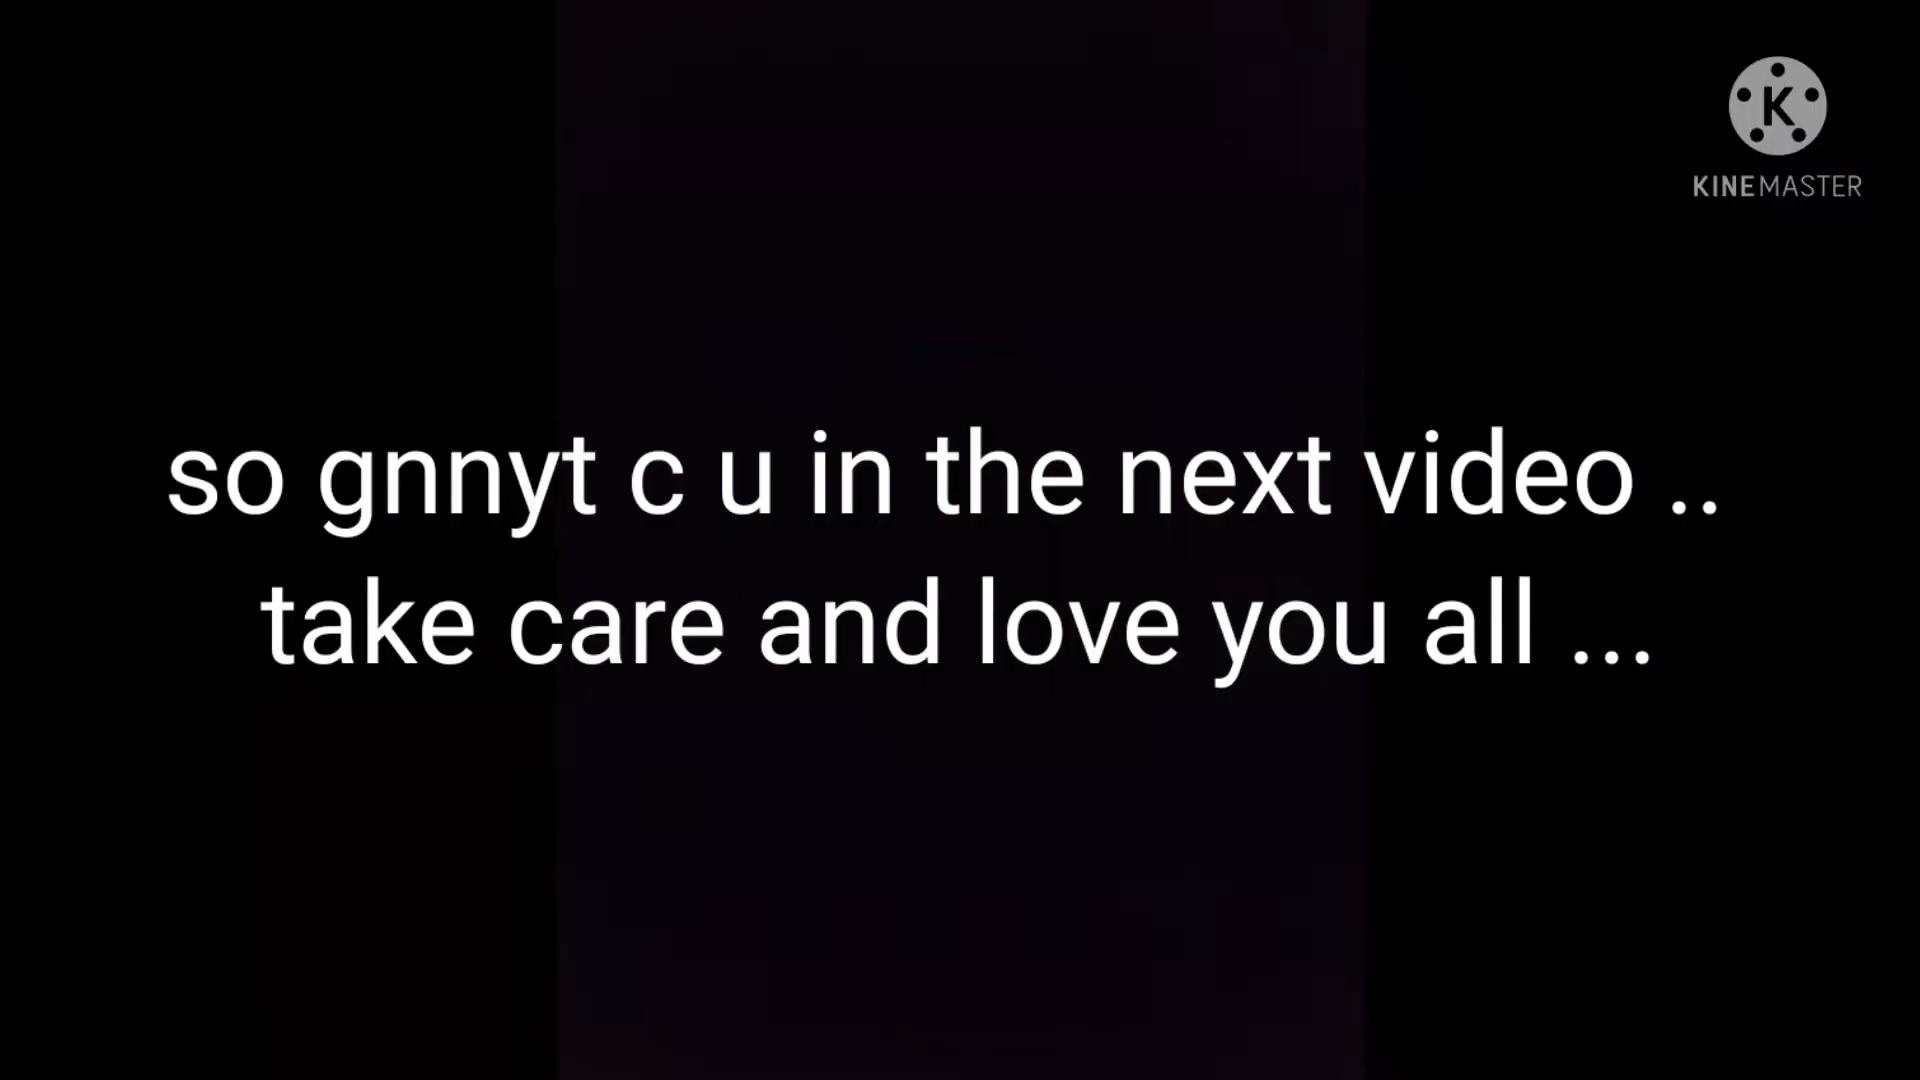 K
KINEMASTER
so gnnyt c u in the next video ..
take care and love you all ...